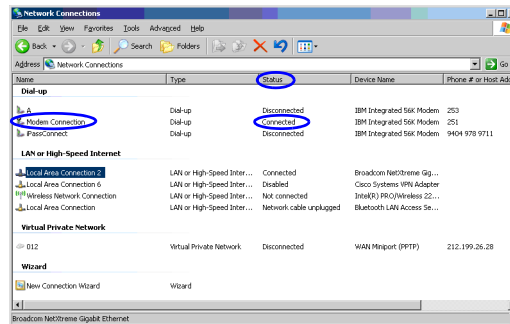 Network Connections
File Edit View Favorites Tools Advanced Help
Back Search Folders
Address Network Connections Go
Name Type Status Device Name Phone # or Host Add
Dial-up
A Dial-up Disconnected IBM Integrated 56K Modem 253
Modem Connection Dial-up Connected IBM Integrated 56K Modem 251
iPassConnect Dial-up Disconnected IBM Integrated 56K Modem 9404 978 9711
LAN or High-Speed Internet
Local Area Connection 2 LAN or High-Speed Inter... Connected Broadcom NetXtreme Gig...
Local Area Connection 6 LAN or High-Speed Inter... Disabled Cisco Systems VPN Adapter
Wireless Network Connection LAN or High-Speed Inter... Not connected Intel(R) PRO/Wireless 22...
Local Area Connection LAN or High-Speed Inter... Network cable unplugged Bluetooth LAN Access Se...
Virtual Private Network
012 Virtual Private Network Disconnected WAN Miniport (PPTP) 212.199.26.28
Wizard
New Connection Wizard Wizard
Broadcom NetXtreme Gigabit Ethernet